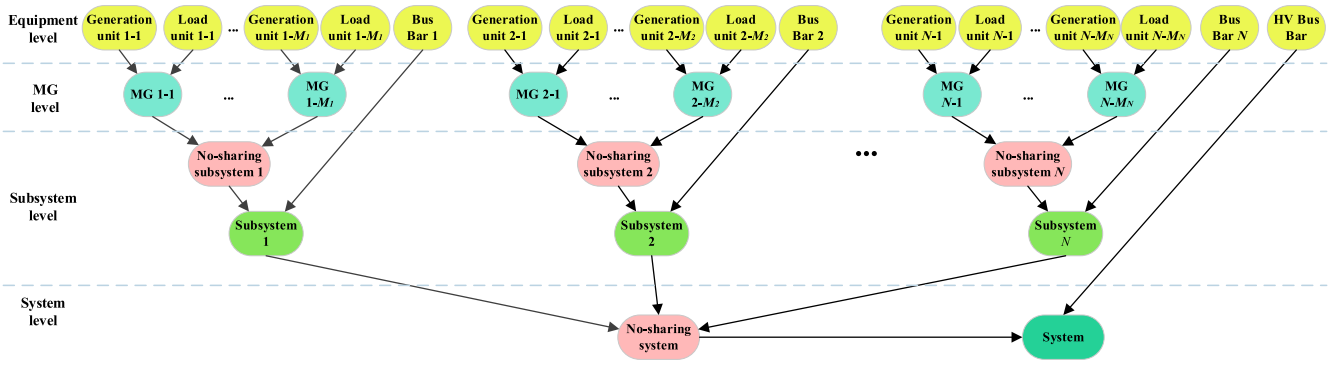 Equipment
level
Generation
unit 1-1
Load
unit 1-1
...
Generation
unit 1-M1
Load
unit 1-M1
Bus
Bar 1
Generation
unit 2-1
Load
unit 2-1
...
Generation
unit 2-M2
Load
unit 2-M2
Bus
Bar 2
Generation
unit N-1
Load
unit N-1
...
Generation
unit N-MN
Load
unit N-MN
Bus
Bar N
HV Bus
Bar
MG
level
MG 1-1
...
MG
1-M1
MG 2-1
...
MG
2-M2
MG
N-1
...
MG
N-MN
Subsystem
level
No-sharing
subsystem 1
No-sharing
subsystem 2
...
No-sharing
subsystem N
Subsystem
1
Subsystem
2
Subsystem
N
System
level
No-sharing
system
System